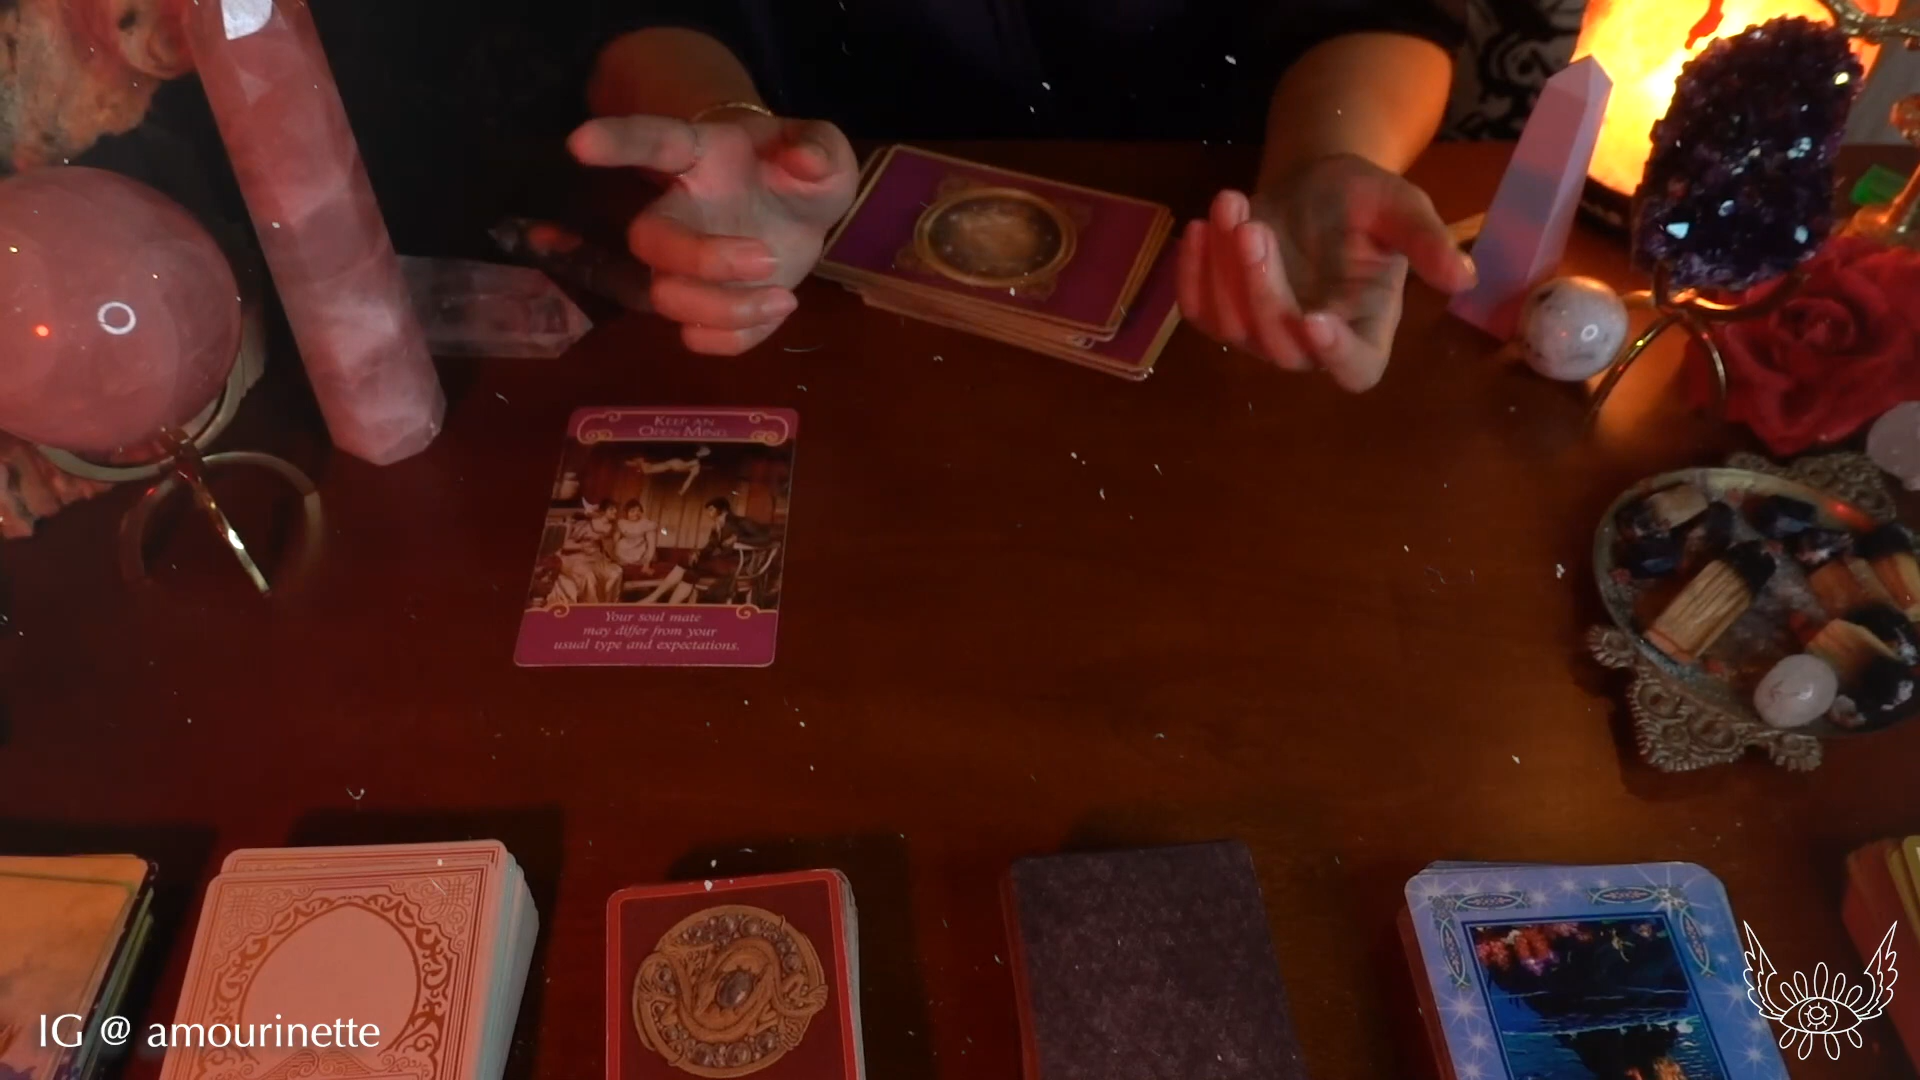 KEEP AN
OPEN MIND
Your soul mate
may differ from your
usual type and expectations.
IG @ amourinette